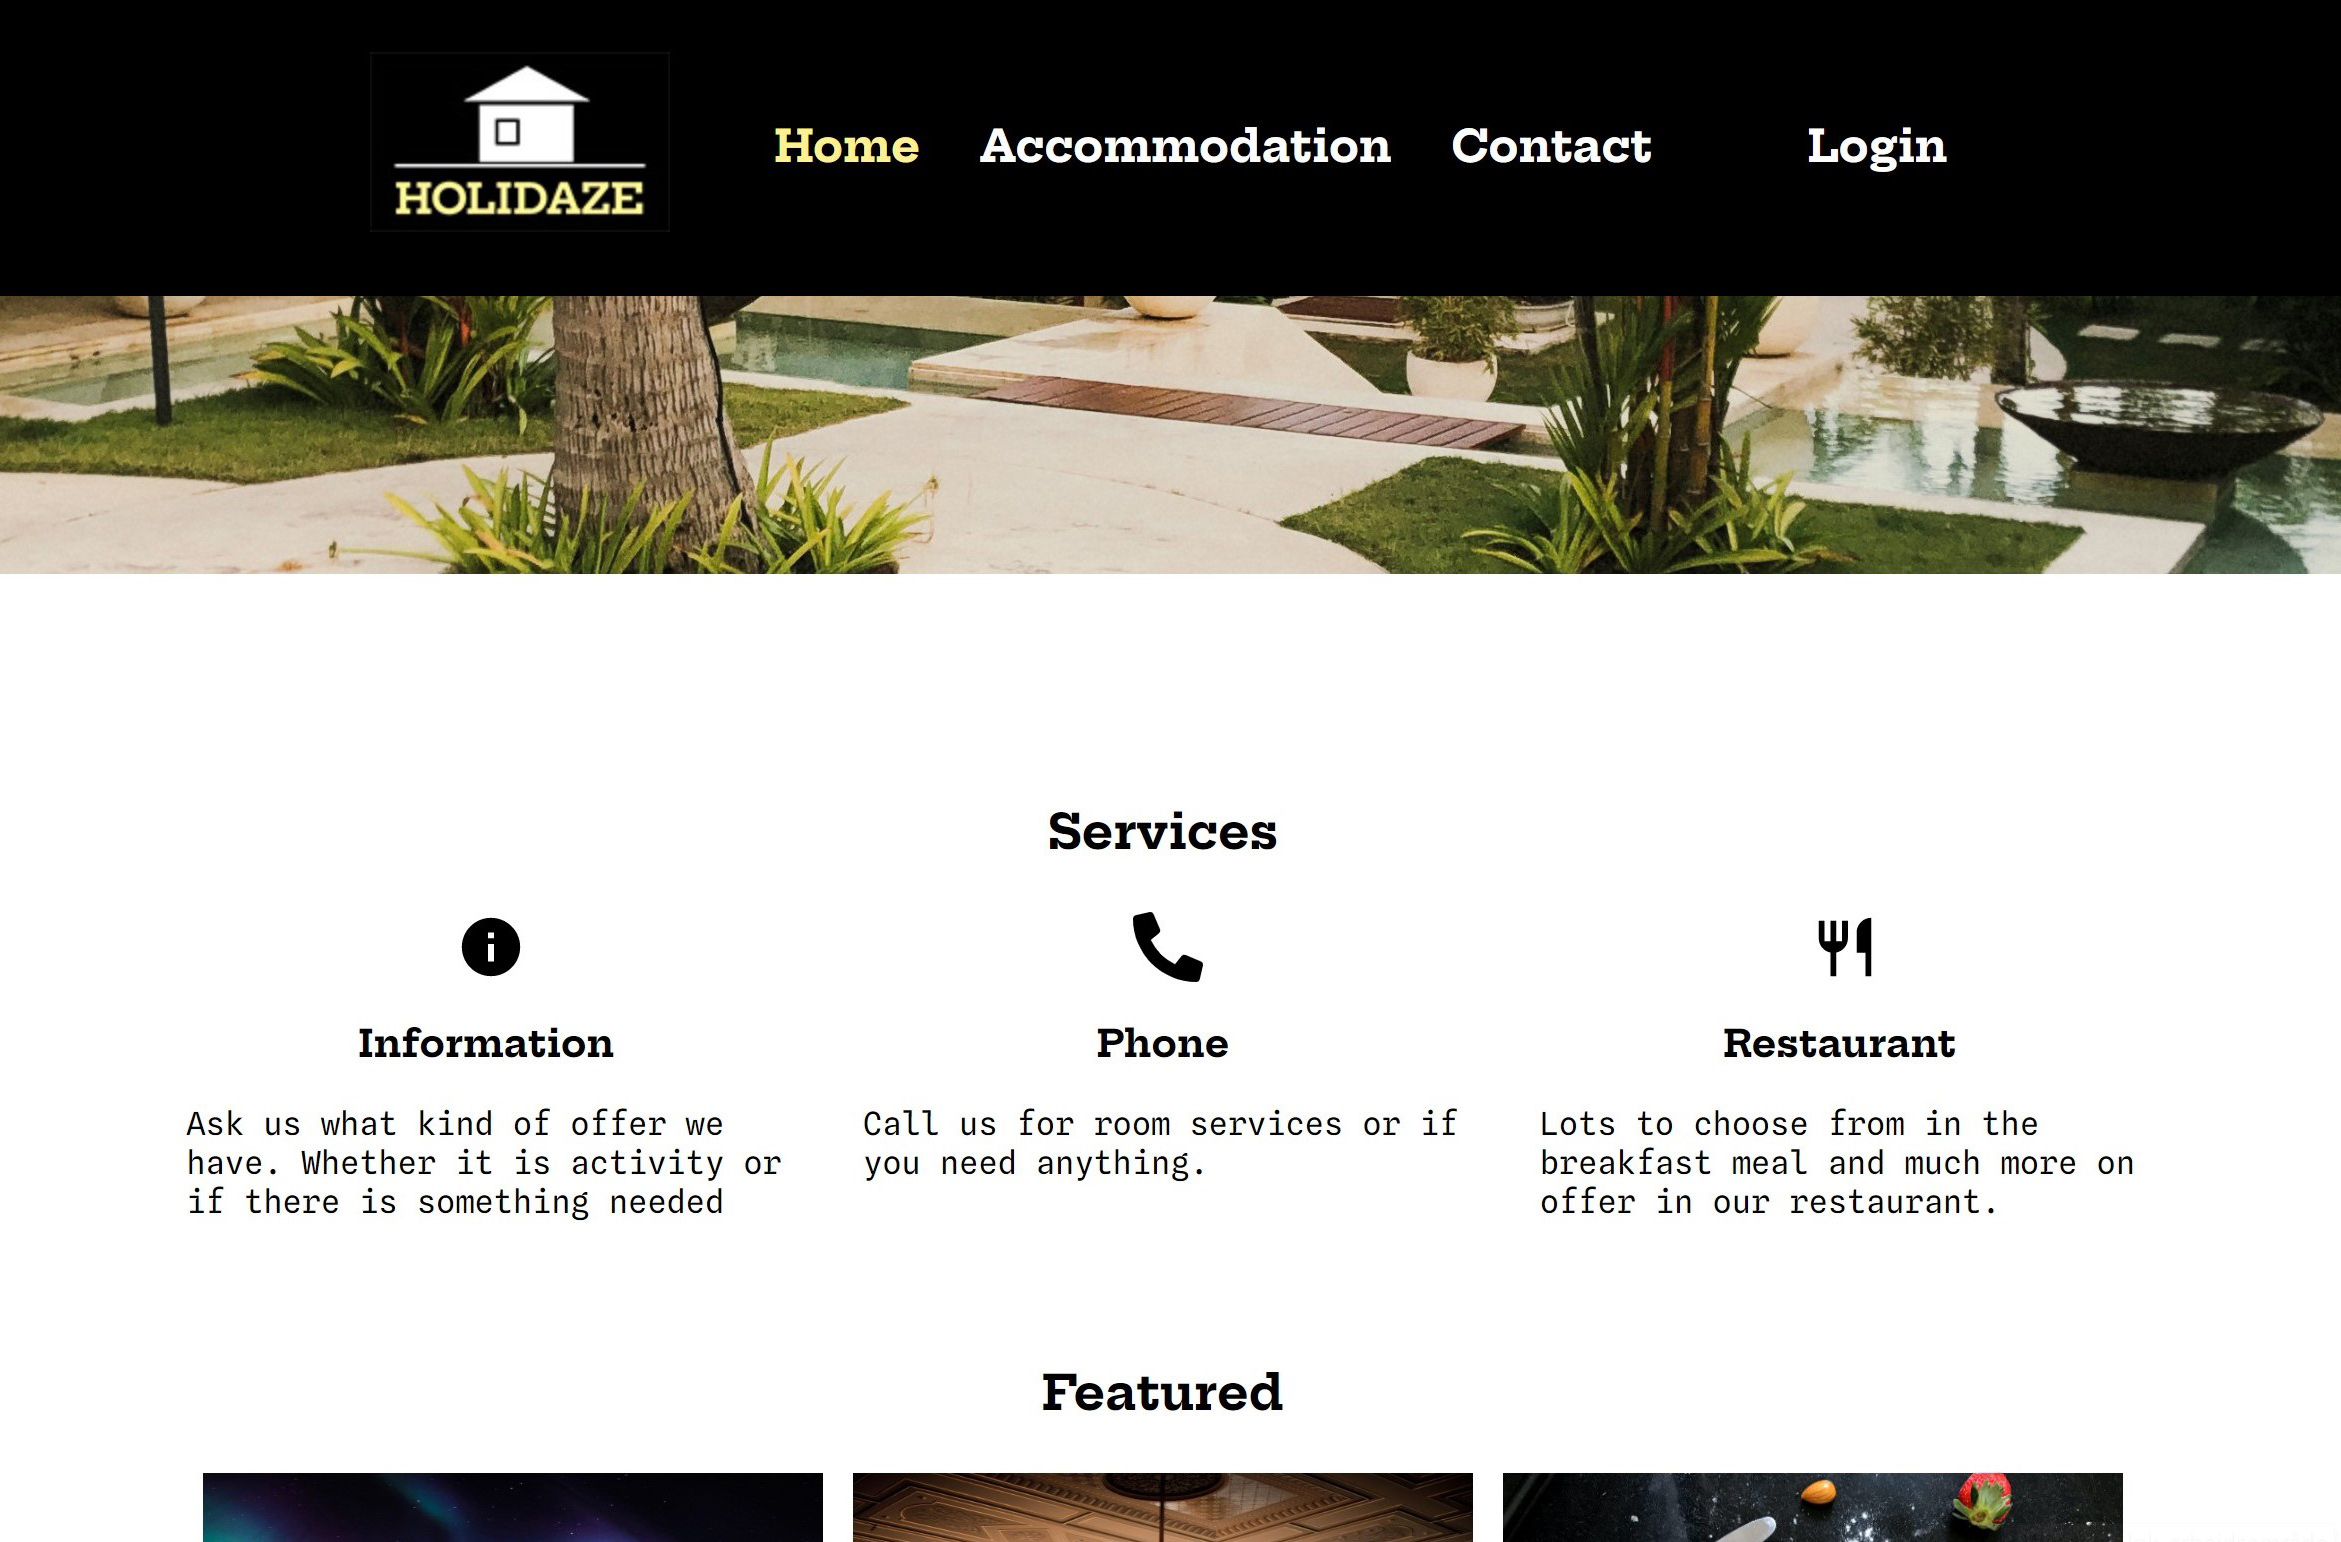 HOLIDAZE
Home Accommodation Contact Login
Services
Information
Ask us what kind of offer we
have. Whether it is activity or
if there is something needed
Phone
Call us for room services or if
you need anything.
Restaurant
Lots to choose from in the
breakfast meal and much more on
offer in our restaurant.
Featured